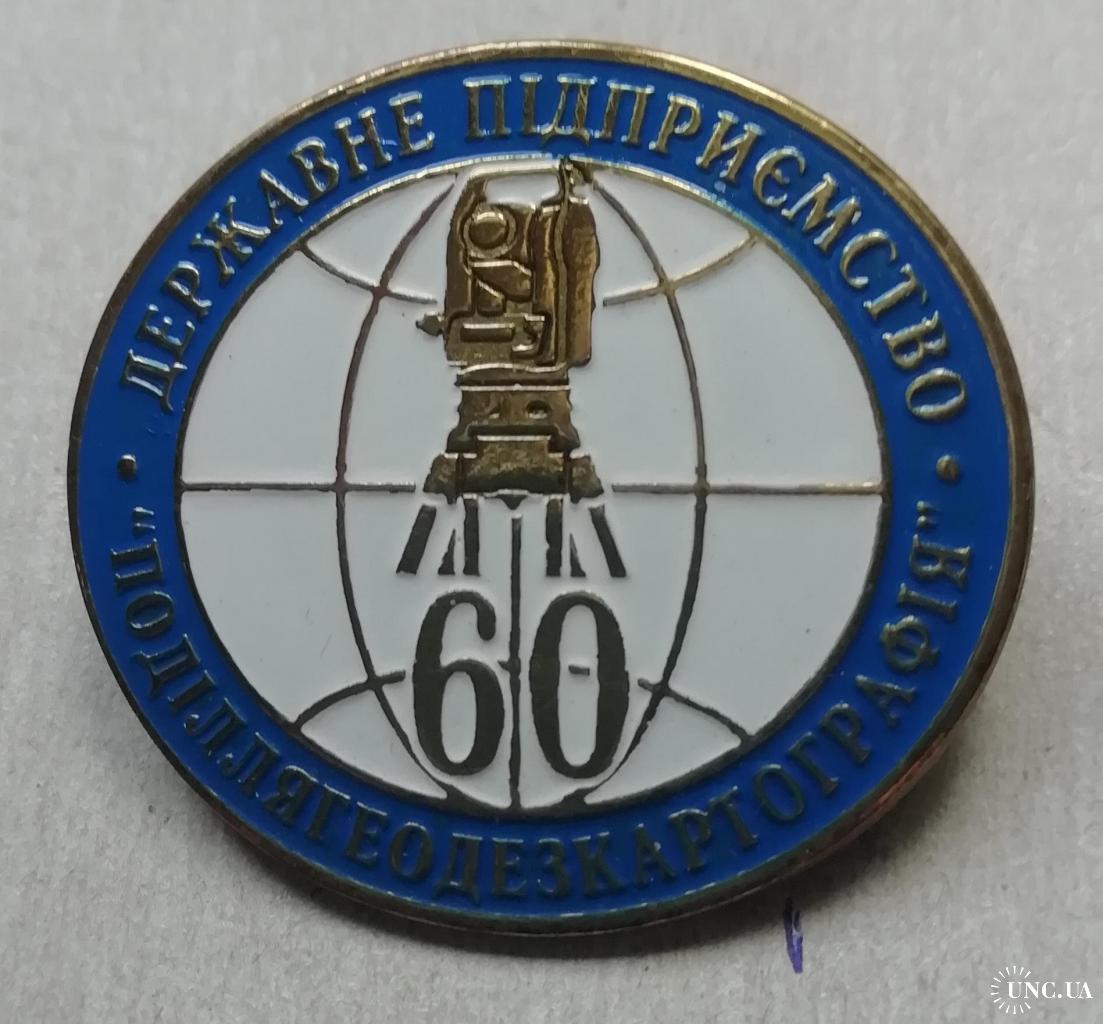 ДЕРЖАВНЕ ПІДПРИЄМСТВО
"ПОДІЛЛЯГЕОДЕЗКАРТОГРАФІЯ"
60
UNC.UA